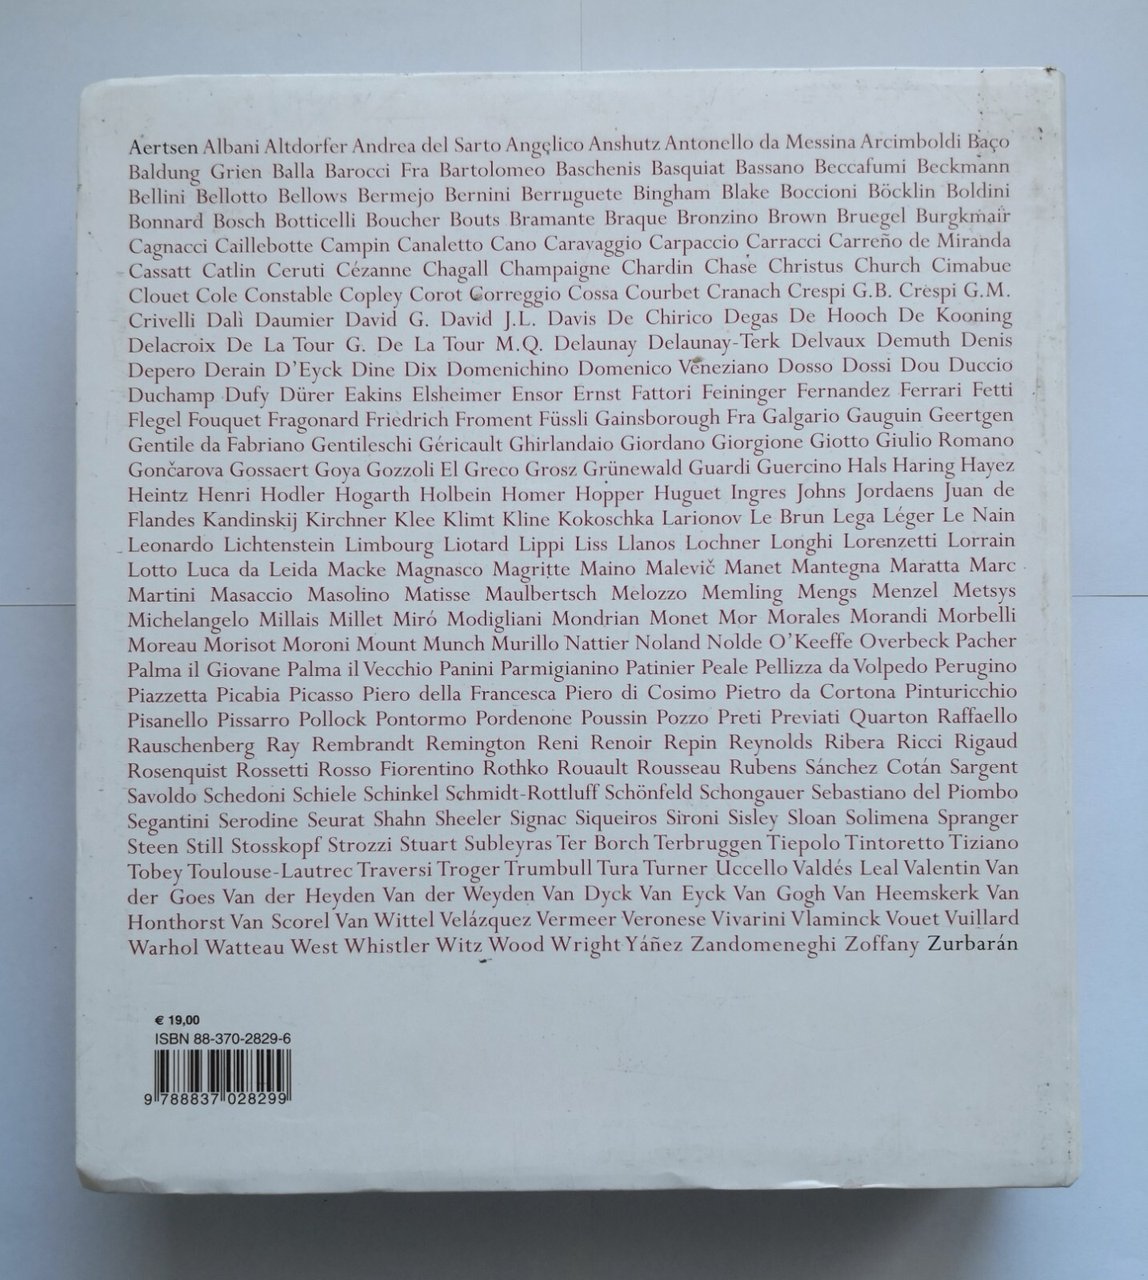 Aertsen Albani Altdorfer Andrea del Sarto Angelico Anshutz Antonello da Messina Arcimboldi Baço
Baldung Grien Balla Barocci Fra Bartolomeo Baschenis Basquiat Bassano Beccafumi Beckmann
Bellini Bellotto Bellows Bermejo Bernini Berruguete Bingham Blake Boccioni Böcklin Boldini
Bonnard Bosch Botticelli Boucher Bouts Bramante Braque Bronzino Brown Bruegel Burgkmair
Cagnacci Caillebotte Campin Canaletto Cano Caravaggio Carpaccio Carracci Carreño de Miranda
Cassatt Catlin Ceruti Cézanne Chagall Champaigne Chardin Chase Christus Church Cimabue
Clouet Cole Constable Copley Corot Correggio Cossa Courbet Cranach Crespi G.B. Crespi G.M.
Crivelli Dalì Daumier David G. David J.L. Davis De Chirico Degas De Hooch De Kooning
Delacroix De La Tour G. De La Tour M.Q. Delaunay Delaunay-Terk Delvaux Demuth Denis
Depero Derain D'Eyck Dine Dix Domenichino Domenico Veneziano Dosso Dossi Dou Duccio
Duchamp Dufy Dürer Eakins Elsheimer Ensor Ernst Fattori Feininger Fernandez Ferrari Fetti
Flegel Fouquet Fragonard Friedrich Froment Füssli Gainsborough Fra Galgario Gauguin Geertgen
Gentile da Fabriano Gentileschi Géricault Ghirlandaio Giordano Giorgione Giotto Giulio Romano
Gončarova Gossaert Goya Gozzoli El Greco Grosz Grünewald Guardi Guercino Hals Haring Hayez
Heintz Henri Hodler Hogarth Holbein Homer Hopper Huguet Ingres Johns Jordaens Juan de
Flandes Kandinskij Kirchner Klee Klimt Kline Kokoschka Larionov Le Brun Lega Léger Le Nain
Leonardo Lichtenstein Limbourg Liotard Lippi Liss Llanos Lochner Longhi Lorenzetti Lorrain
Lotto Luca da Leida Macke Magnasco Magritte Maino Malevič Manet Mantegna Maratta Marc
Martini Masaccio Masolino Matisse Maulbertsch Melozzo Memling Mengs Menzel Metsys
Michelangelo Millais Millet Miró Modigliani Mondrian Monet Mor Morales Morandi Morbelli
Moreau Morisot Moroni Mount Munch Murillo Nattier Noland Nolde O'Keeffe Overbeck Pacher
Palma il Giovane Palma il Vecchio Panini Parmigianino Patinier Peale Pellizza da Volpedo Perugino
Piazzetta Picabia Picasso Piero della Francesca Piero di Cosimo Pietro da Cortona Pinturicchio
Pisanello Pissarro Pollock Pontormo Pordenone Poussin Pozzo Preti Previati Quarton Raffaello
Rauschenberg Ray Rembrandt Remington Reni Renoir Repin Reynolds Ribera Ricci Rigaud
Rosenquist Rossetti Rosso Fiorentino Rothko Rouault Rousseau Rubens Sánchez Cotán Sargent
Savoldo Schedoni Schiele Schinkel Schmidt-Rottluff Schönfeld Schongauer Sebastiano del Piombo
Segantini Serodine Seurat Shahn Sheeler Signac Siqueiros Sironi Sisley Sloan Solimena Spranger
Steen Still Stosskopf Strozzi Stuart Subleyras Ter Borch Terbruggen Tiepolo Tintoretto Tiziano
Tobey Toulouse-Lautrec Traversi Troger Trumbull Tura Turner Uccello Valdés Leal Valentin Van
der Goes Van der Heyden Van der Weyden Van Dyck Van Eyck Van Gogh Van Heemskerk Van
Honthorst Van Scorel Van Wittel Velázquez Vermeer Veronese Vivarini Vlaminck Vouet Vuillard
Warhol Watteau West Whistler Witz Wood Wright Yáñez Zandomeneghi Zoffany Zurbarán
€ 19,00
ISBN 88-370-2829-6
9 788837 028299